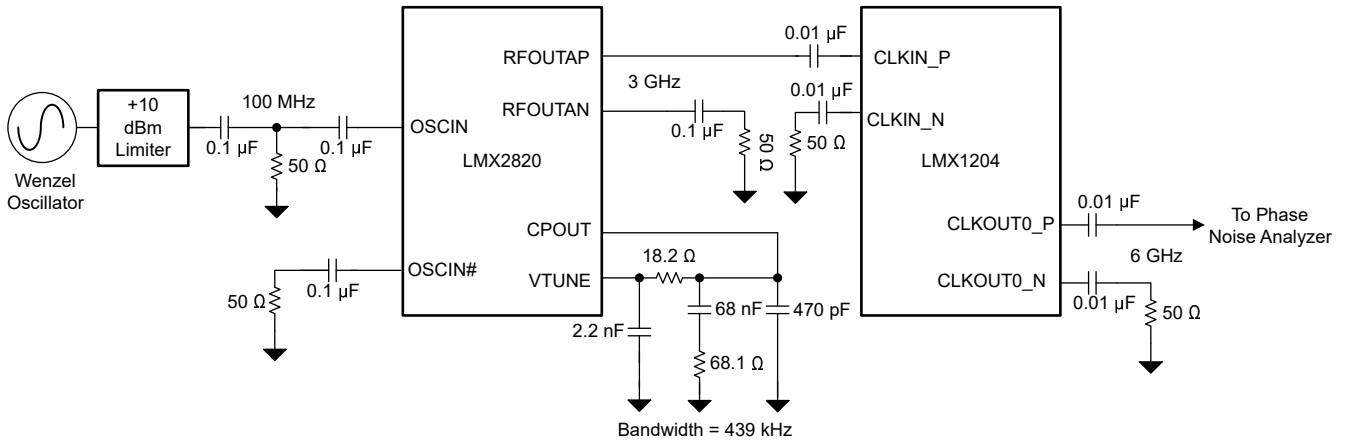 +10
dBm
Limiter
Wenzel
Oscillator
0.1 µF
100 MHz
50 Ω
0.1 µF
OSCIN
LMX2820
OSCIN#
0.1 µF
50 Ω
RFOUTAP
RFOUTAN
CPOUT
VTUNE
3 GHz
0.1 µF
50 Ω
18.2 Ω
2.2 nF
68 nF
470 pF
68.1 Ω
Bandwidth = 439 kHz
0.01 µF
0.01 µF
50 Ω
CLKIN_P
CLKIN_N
LMX1204
CLKOUT0_P
CLKOUT0_N
0.01 µF
To Phase
Noise Analyzer
6 GHz
0.01 µF
50 Ω